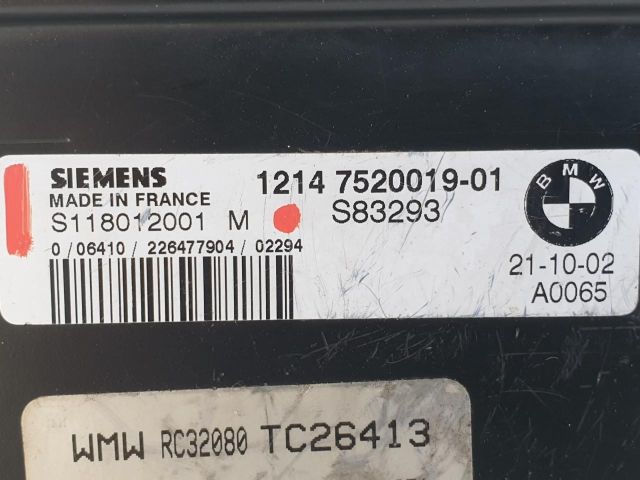 SIEMENS
MADE IN FRANCE
S118012001 M
0/06410/226477904/02294
1214 7520019-01
S83293
BMW
21-10-02
A0065
WMW RC32080 TC26413